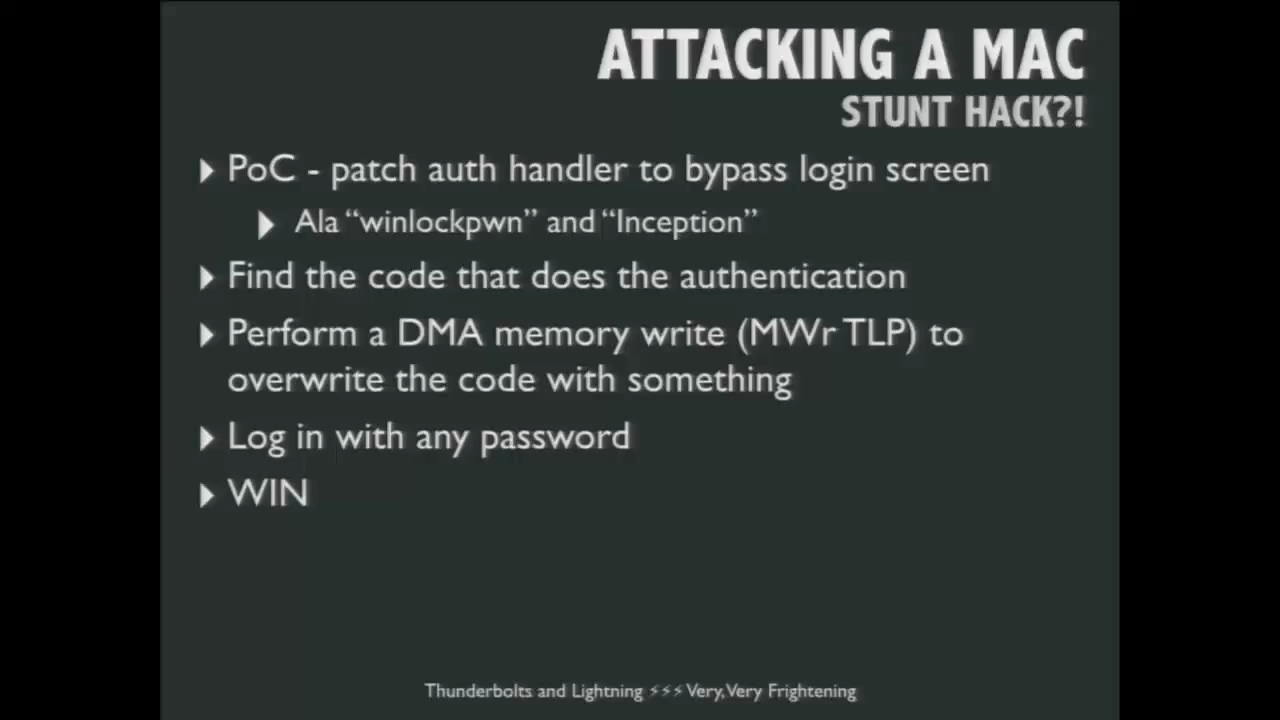 ATTACKING A MAC
STUNT HACK?!
PoC - patch auth handler to bypass login screen
Ala “winlockpwn” and “Inception”
Find the code that does the authentication
Perform a DMA memory write (MWr TLP) to
overwrite the code with something
Log in with any password
WIN
Thunderbolts and Lightning ⚡⚡⚡ Very, Very Frightening